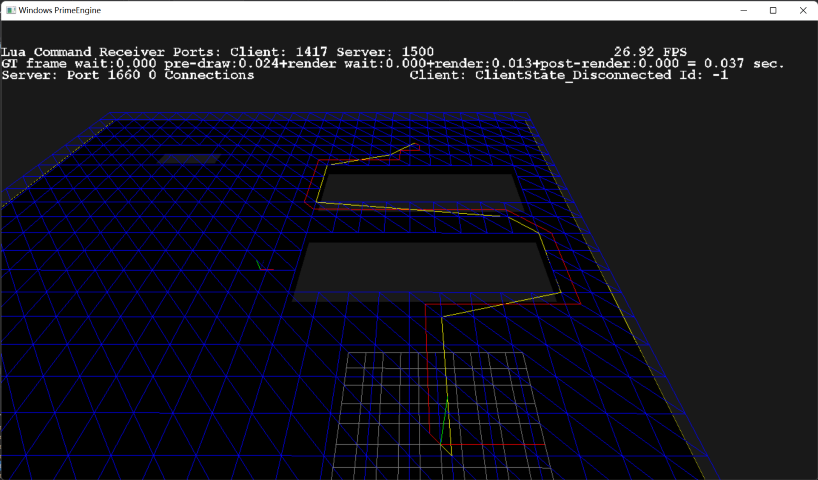 Windows PrimeEngine
Lua Command Receiver Ports: Client: 1417 Server: 1500 26.92 FPS
GT frame wait:0.000 pre-draw:0.024+render wait:0.000+render:0.013+post-render:0.000 = 0.037 sec.
Server: Port 1660 0 Connections Client: ClientState_Disconnected Id: -1